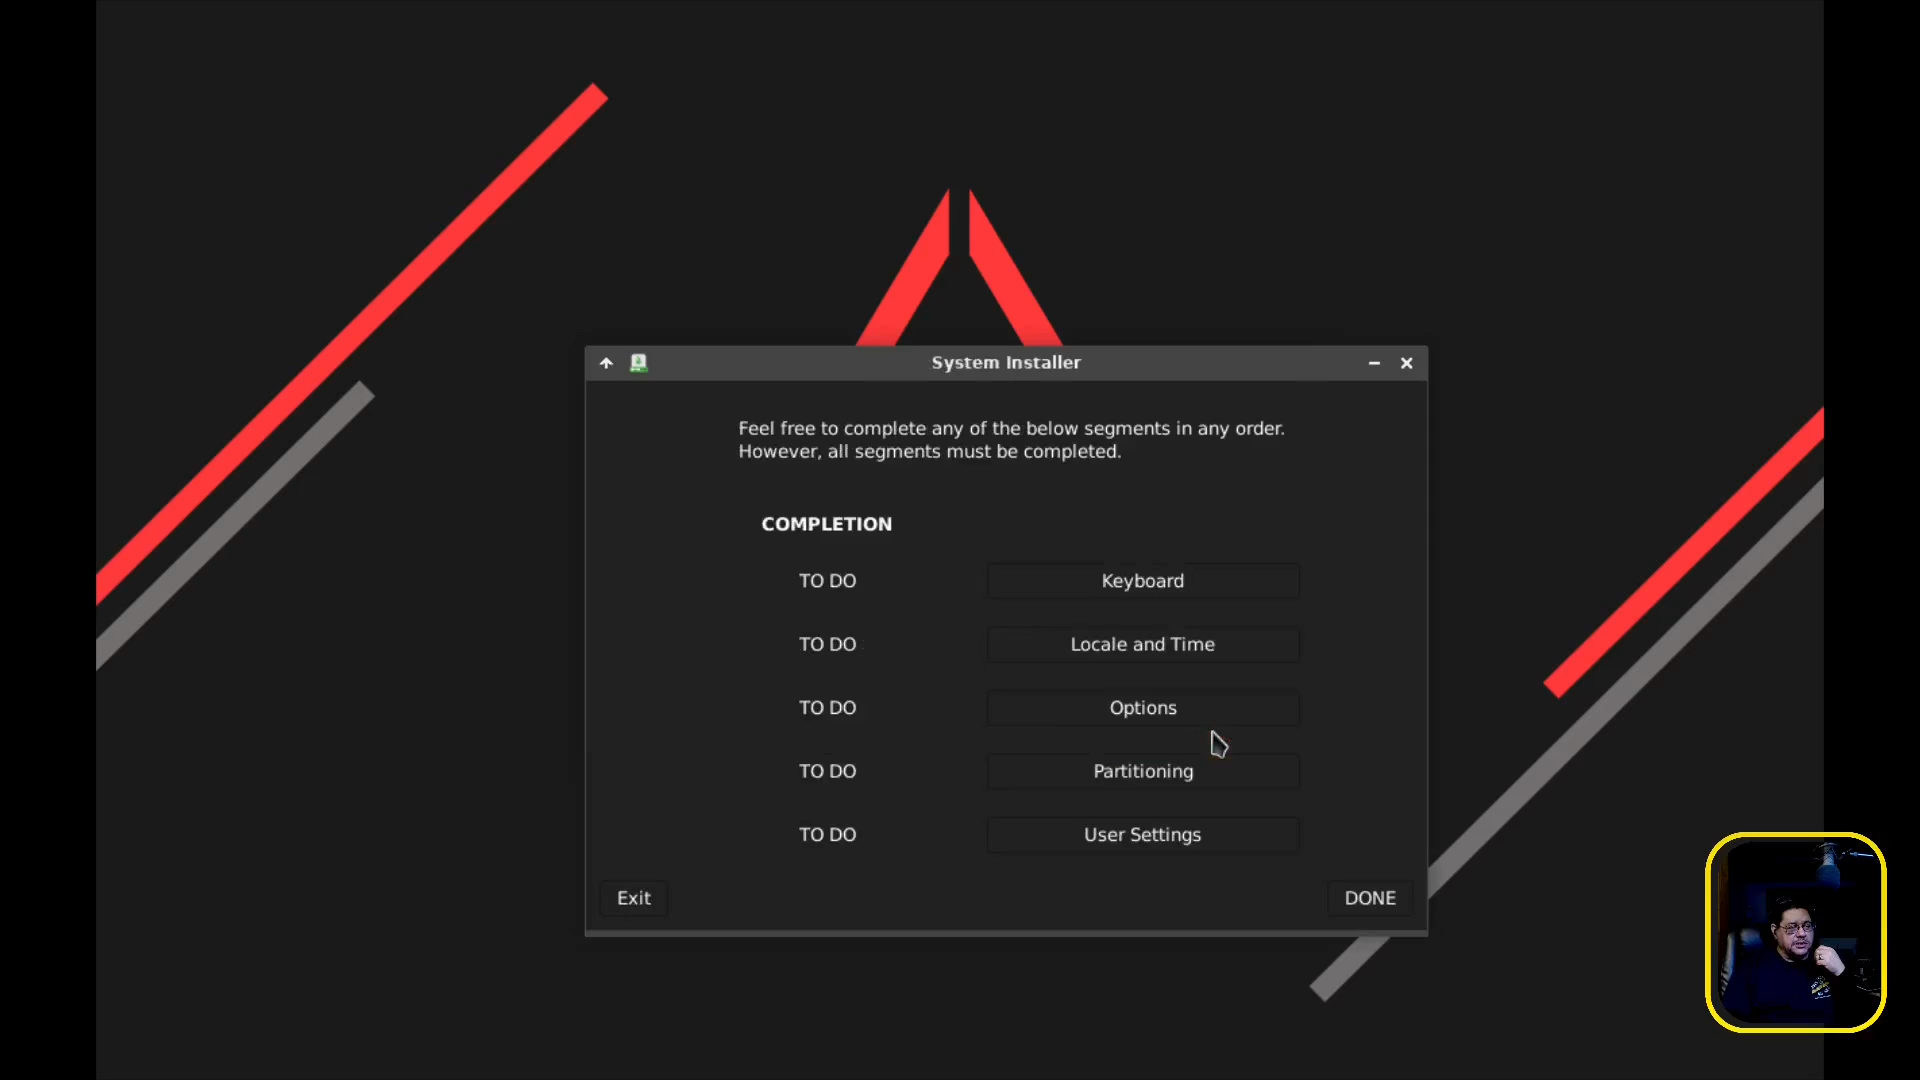 System Installer
Feel free to complete any of the below segments in any order.
However, all segments must be completed.
COMPLETION
TO DO Keyboard
TO DO Locale and Time
TO DO Options
TO DO Partitioning
TO DO User Settings
Exit DONE